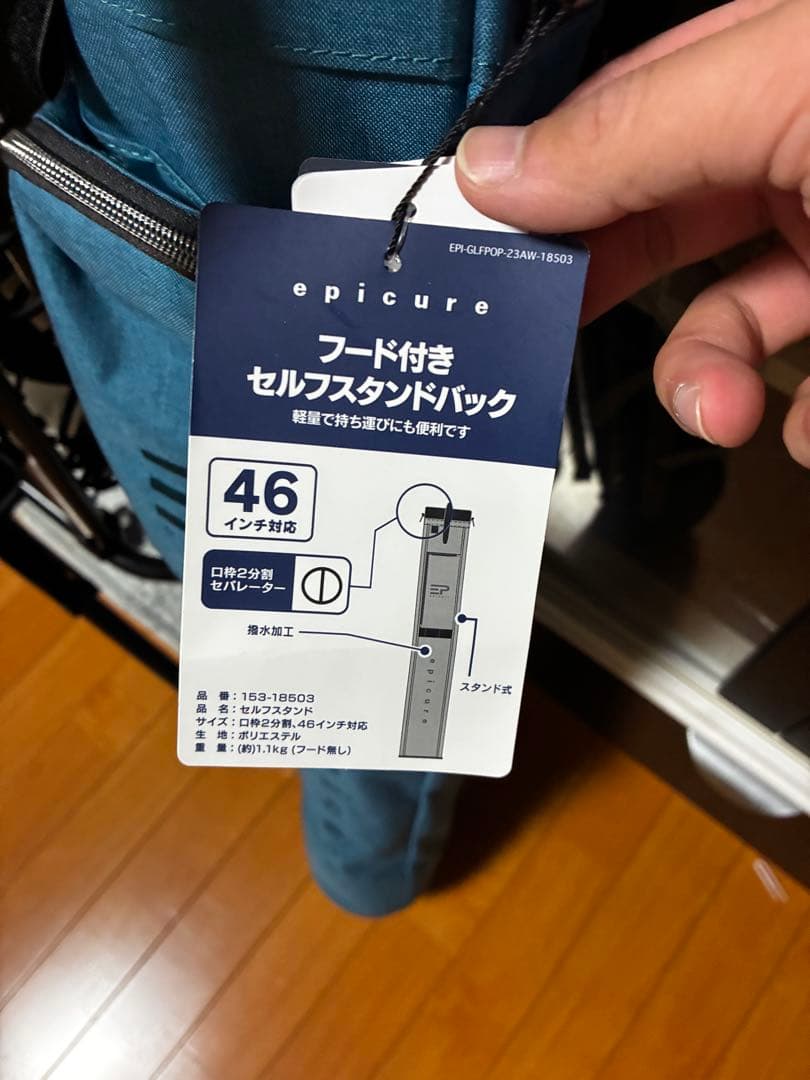 EPI-GLFPOP-23AW-18503
epicure
フード付き
セルフスタンドバック
軽量で持ち運びにも便利です
46
インチ対応
口枠2分割
セパレーター
撥水加工
EP
epicure
スタンド式
品 番：153-18503
品 名：セルフスタンド
サイズ：口枠2分割、46インチ対応
生 地：ポリエステル
重 量：(約)1.1kg (フード無し)